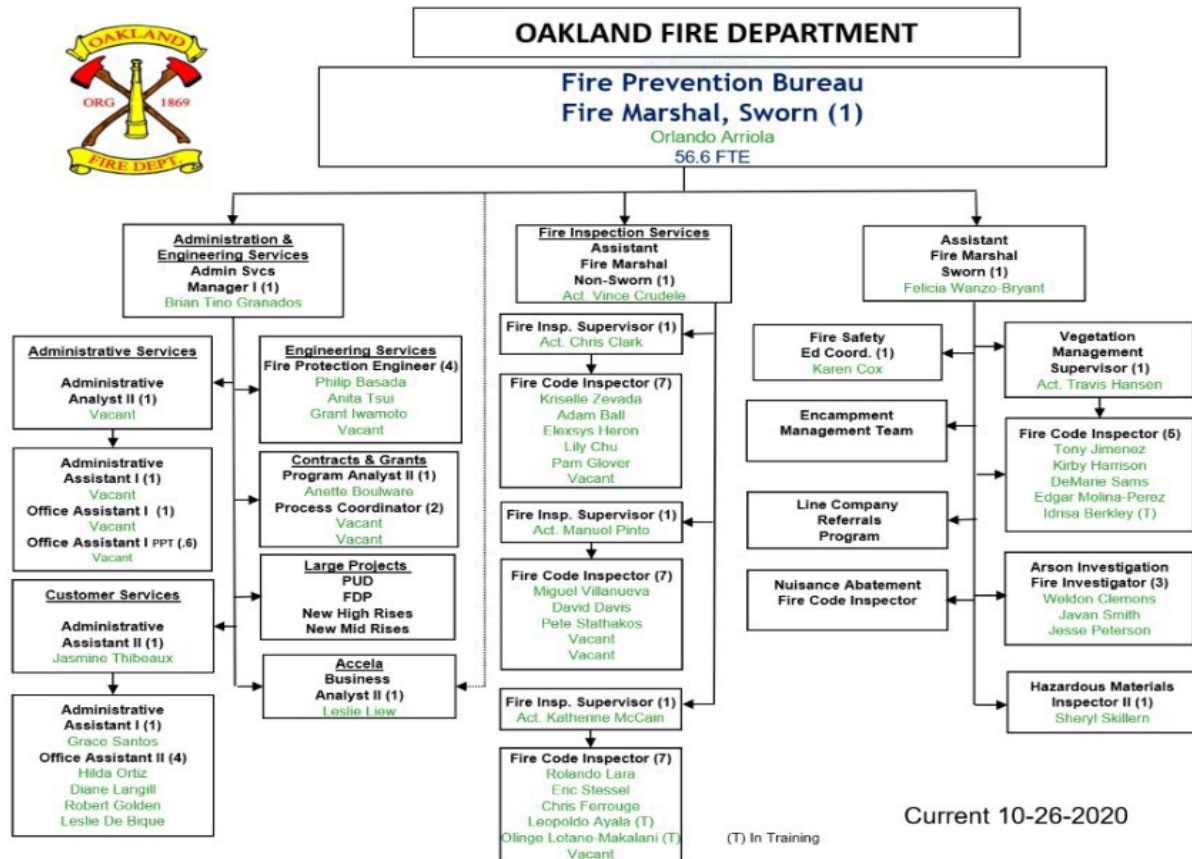 OAKLAND
ORG 1869
FIRE DEPT.
OAKLAND FIRE DEPARTMENT
Fire Prevention Bureau
Fire Marshal, Sworn (1)
Orlando Arriola
56.6 FTE
Administration &
Engineering Services
Admin Svcs
Manager I (1)
Brian Tino Granados
Administrative Services
Administrative
Analyst II (1)
Vacant
Administrative
Assistant I (1)
Vacant
Office Assistant I (1)
Vacant
Office Assistant I PPT (.6)
Vacant
Customer Services
Administrative
Assistant II (1)
Jasmine Thibeaux
Administrative
Assistant I (1)
Grace Santos
Office Assistant II (4)
Hilda Ortiz
Diane Langill
Robert Golden
Leslie De Bique
Engineering Services
Fire Protection Engineer (4)
Philip Basada
Anita Tsui
Grant Iwamoto
Vacant
Contracts & Grants
Program Analyst II (1)
Anette Boulware
Process Coordinator (2)
Vacant
Vacant
Large Projects
PUD
FDP
New High Rises
New Mid Rises
Accela
Business
Analyst II (1)
Leslie Liew
Fire Inspection Services
Assistant
Fire Marshal
Non-Sworn (1)
Act. Vince Crudele
Fire Insp. Supervisor (1)
Act. Chris Clark
Fire Code Inspector (7)
Kriselle Zevada
Adam Ball
Elexsys Heron
Lily Chu
Pam Glover
Vacant
Fire Insp. Supervisor (1)
Act. Manuel Pinto
Fire Code Inspector (7)
Miguel Villanueva
David Davis
Pete Stathakos
Vacant
Vacant
Fire Insp. Supervisor (1)
Act. Katherine McCain
Fire Code Inspector (7)
Rolando Lara
Eric Stessel
Chris Ferrouge
Leopoldo Ayala (T)
Olinge Lotane-Makalani (T)
Vacant
Assistant
Fire Marshal
Sworn (1)
Felicia Wanzo-Bryant
Fire Safety
Ed Coord. (1)
Karen Cox
Encampment
Management Team
Line Company
Referrals
Program
Nuisance Abatement
Fire Code Inspector
Vegetation
Management
Supervisor (1)
Act. Travis Hansen
Fire Code Inspector (5)
Tony Jimenez
Kirby Harrison
DeMarie Sams
Edgar Molina-Perez
Idrisa Berkley (T)
Arson Investigation
Fire Investigator (3)
Weldon Clemons
Javan Smith
Jesse Peterson
Hazardous Materials
Inspector II (1)
Sheryl Skillern
(T) In Training
Current 10-26-2020